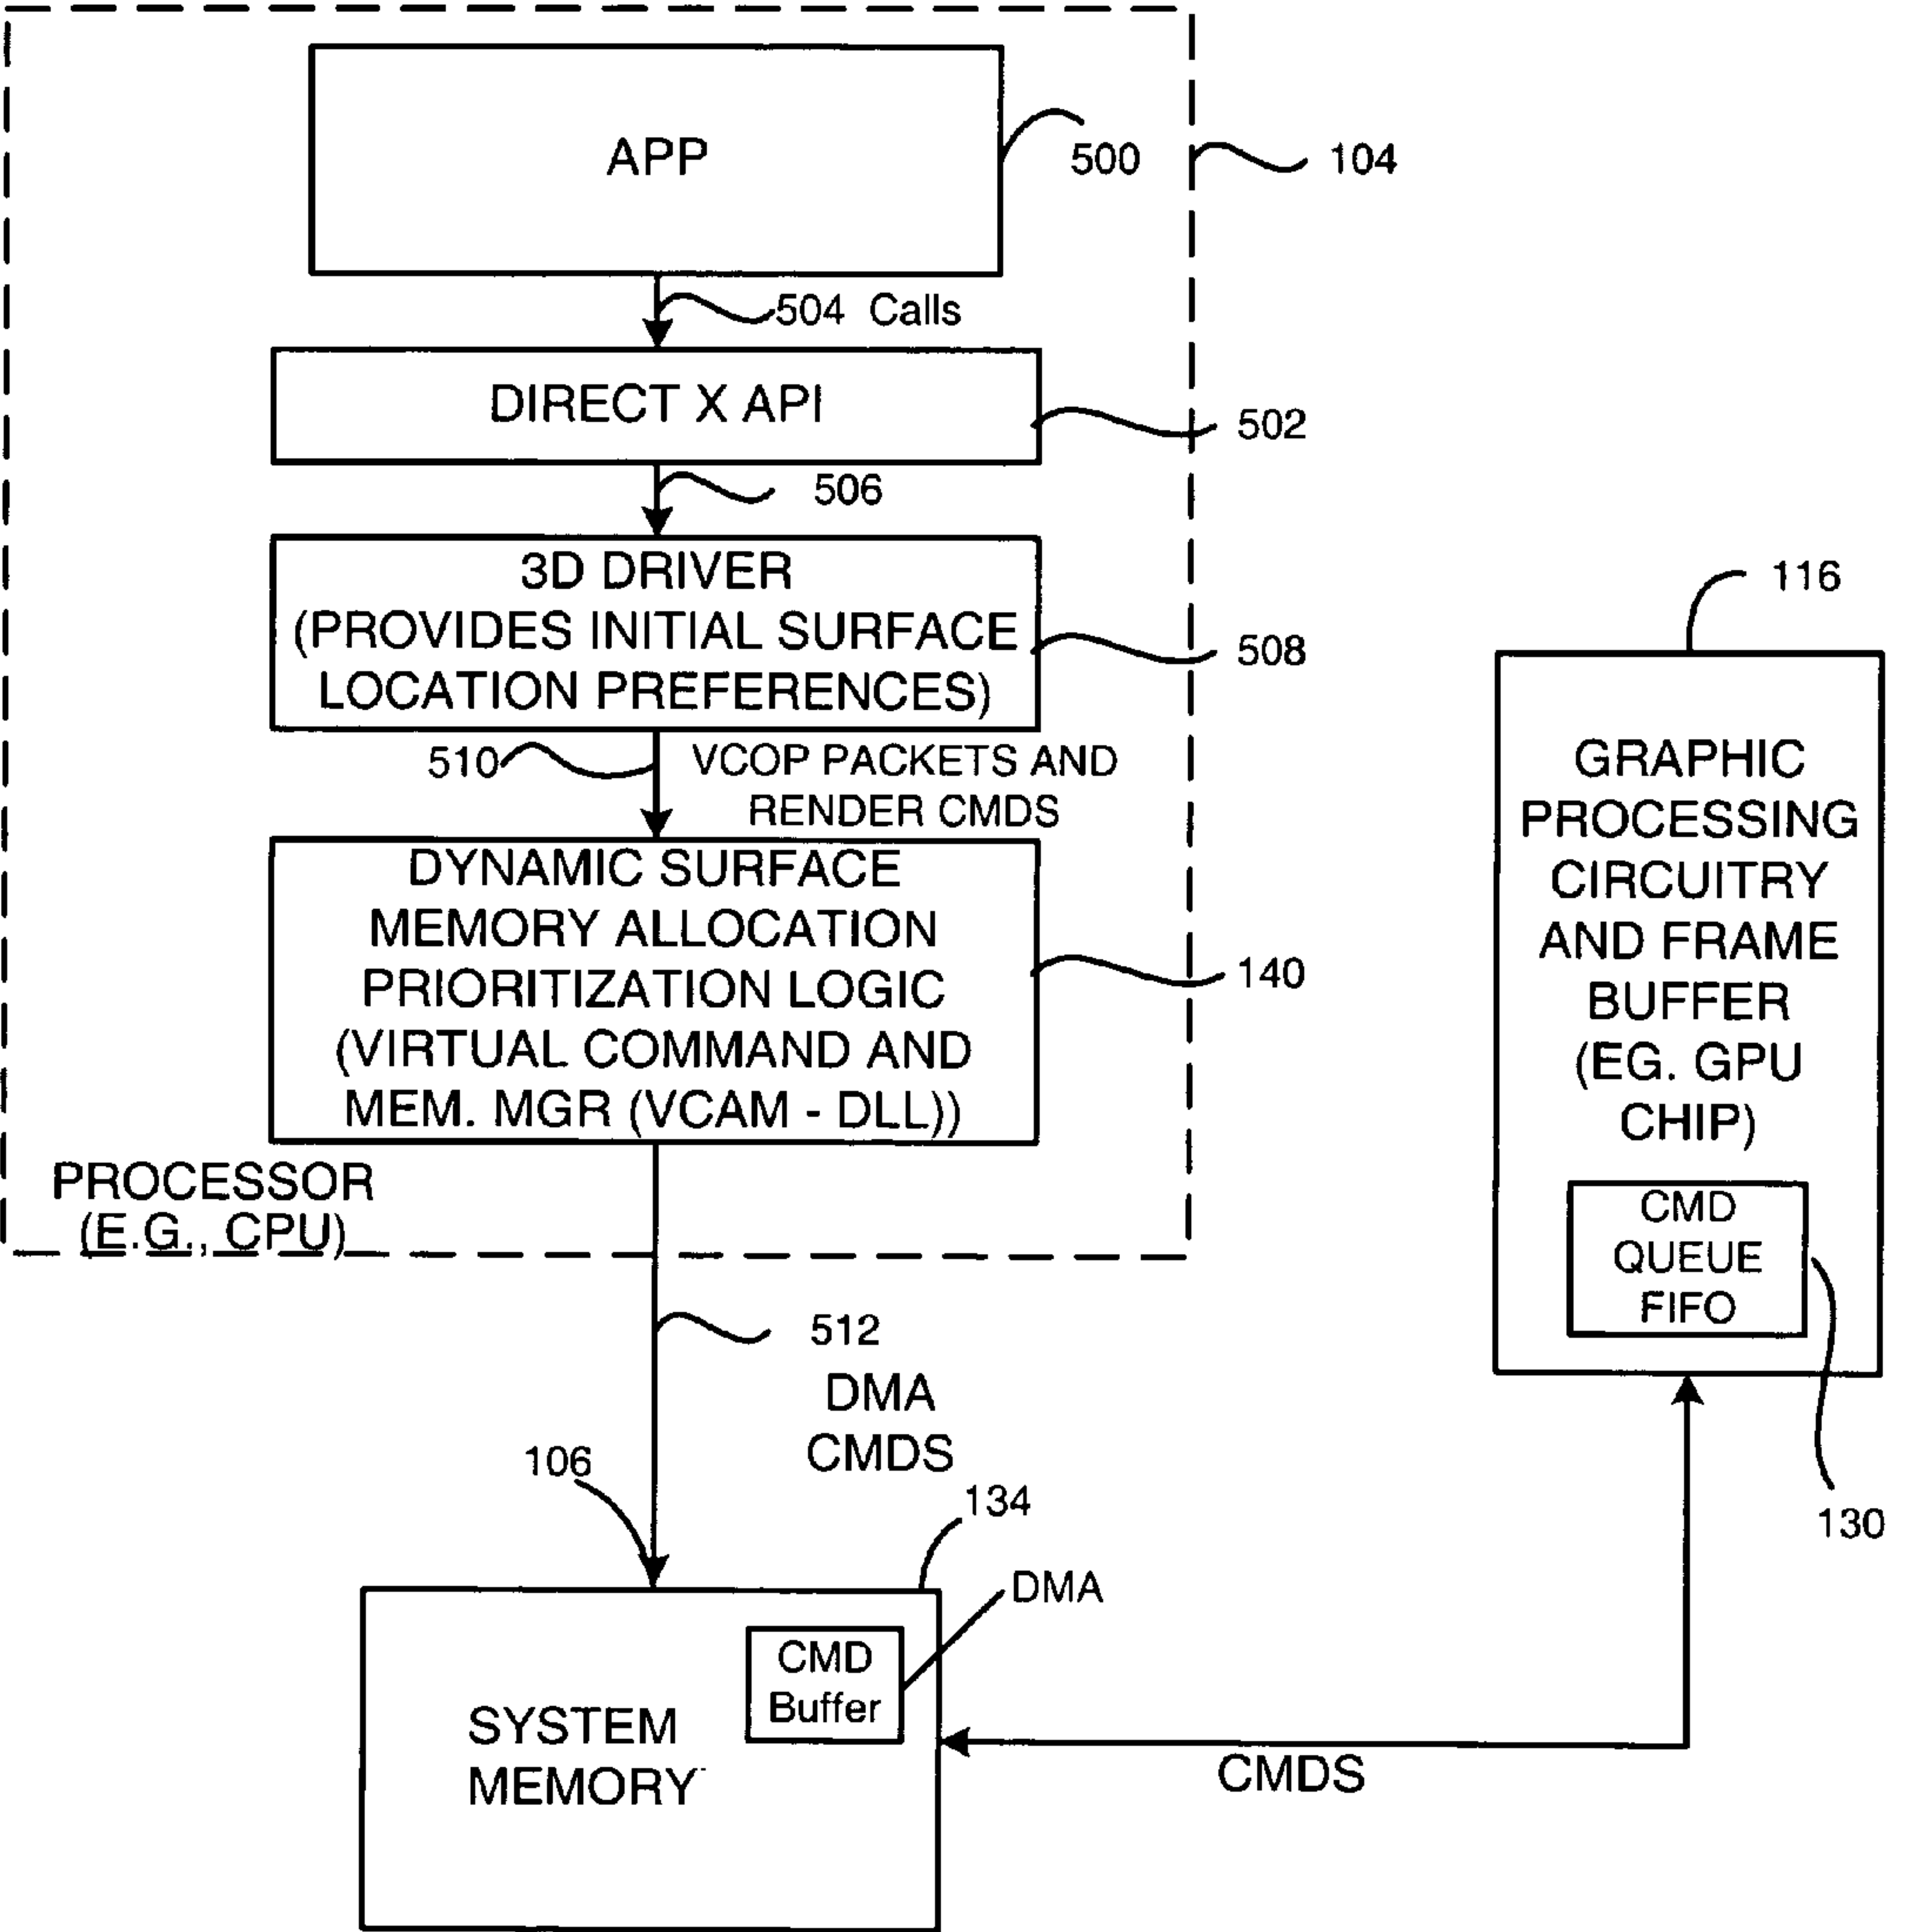 APP
500
104
504 Calls
DIRECT X API
502
506
3D DRIVER
(PROVIDES INITIAL SURFACE
LOCATION PREFERENCES)
508
510
VCOP PACKETS AND
RENDER CMDS
DYNAMIC SURFACE
MEMORY ALLOCATION
PRIORITIZATION LOGIC
(VIRTUAL COMMAND AND
MEM. MGR (VCAM - DLL))
140
PROCESSOR
(E.G., CPU)
116
GRAPHIC
PROCESSING
CIRCUITRY
AND FRAME
BUFFER
(EG. GPU
CHIP)
CMD
QUEUE
FIFO
130
512
DMA
CMDS
106
134
DMA
CMD
Buffer
SYSTEM
MEMORY
CMDS